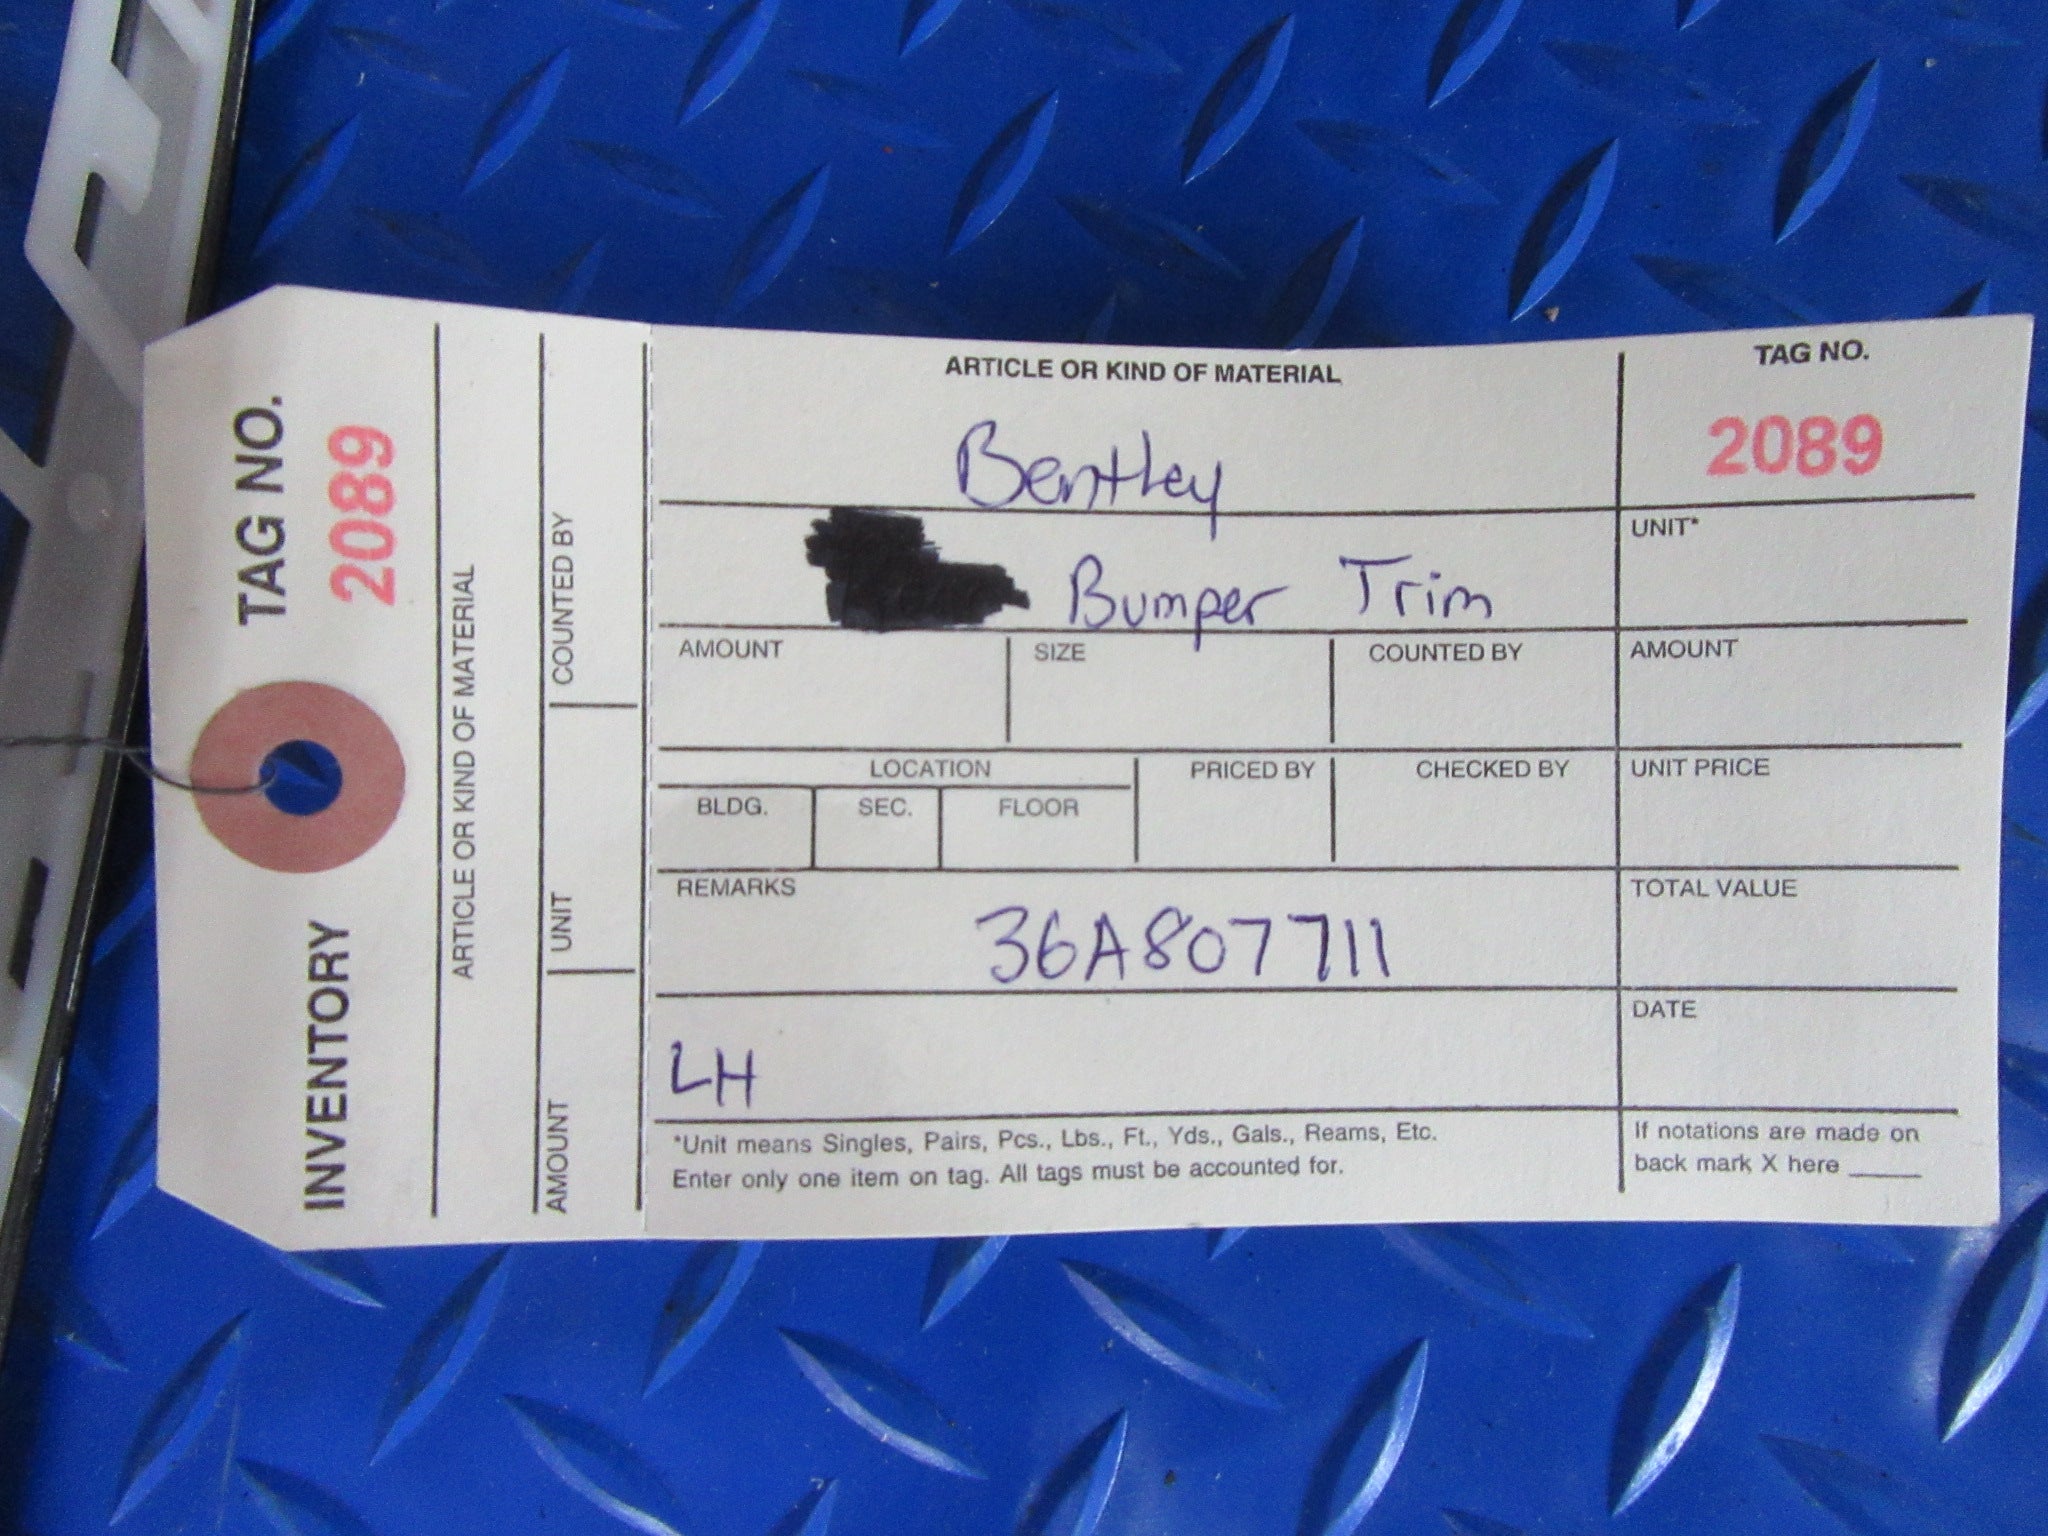 TAG NO.
2089
INVENTORY
ARTICLE OR KIND OF MATERIAL
COUNTED BY
UNIT
AMOUNT
ARTICLE OR KIND OF MATERIAL
TAG NO.
Bentley
2089
Bumper Trim
UNIT*
AMOUNT SIZE COUNTED BY AMOUNT
LOCATION PRICED BY CHECKED BY UNIT PRICE
BLDG. SEC. FLOOR
REMARKS TOTAL VALUE
36A807711
DATE
LH
*Unit means Singles, Pairs, Pcs., Lbs., Ft., Yds., Gals., Reams, Etc.
Enter only one item on tag. All tags must be accounted for.
If notations are made on
back mark X here ______